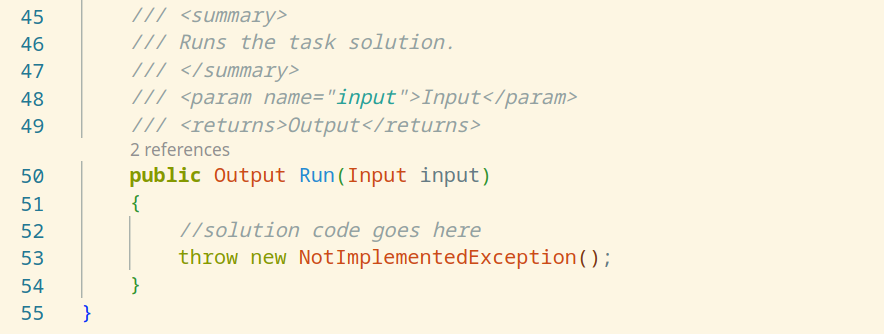 45 /// <summary>
46 /// Runs the task solution.
47 /// </summary>
48 /// <param name="input">Input</param>
49 /// <returns>Output</returns>
2 references
50 public Output Run(Input input)
51 {
52 //solution code goes here
53 throw new NotImplementedException();
54 }
55 }